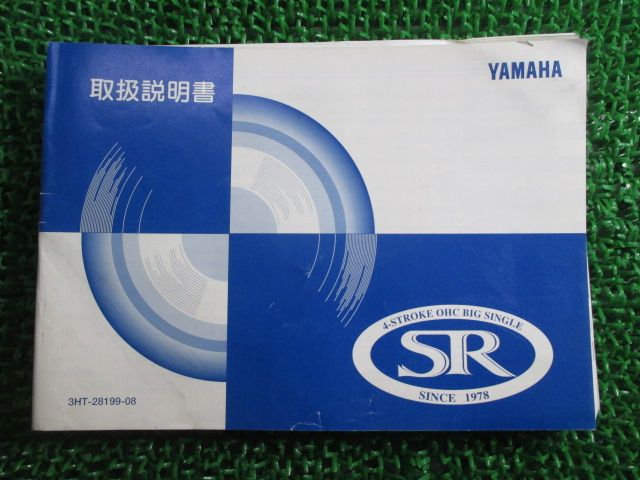 取扱説明書
YAMAHA
4-STROKE OHC BIG SINGLE
SR
SINCE 1978
3HT-28199-08